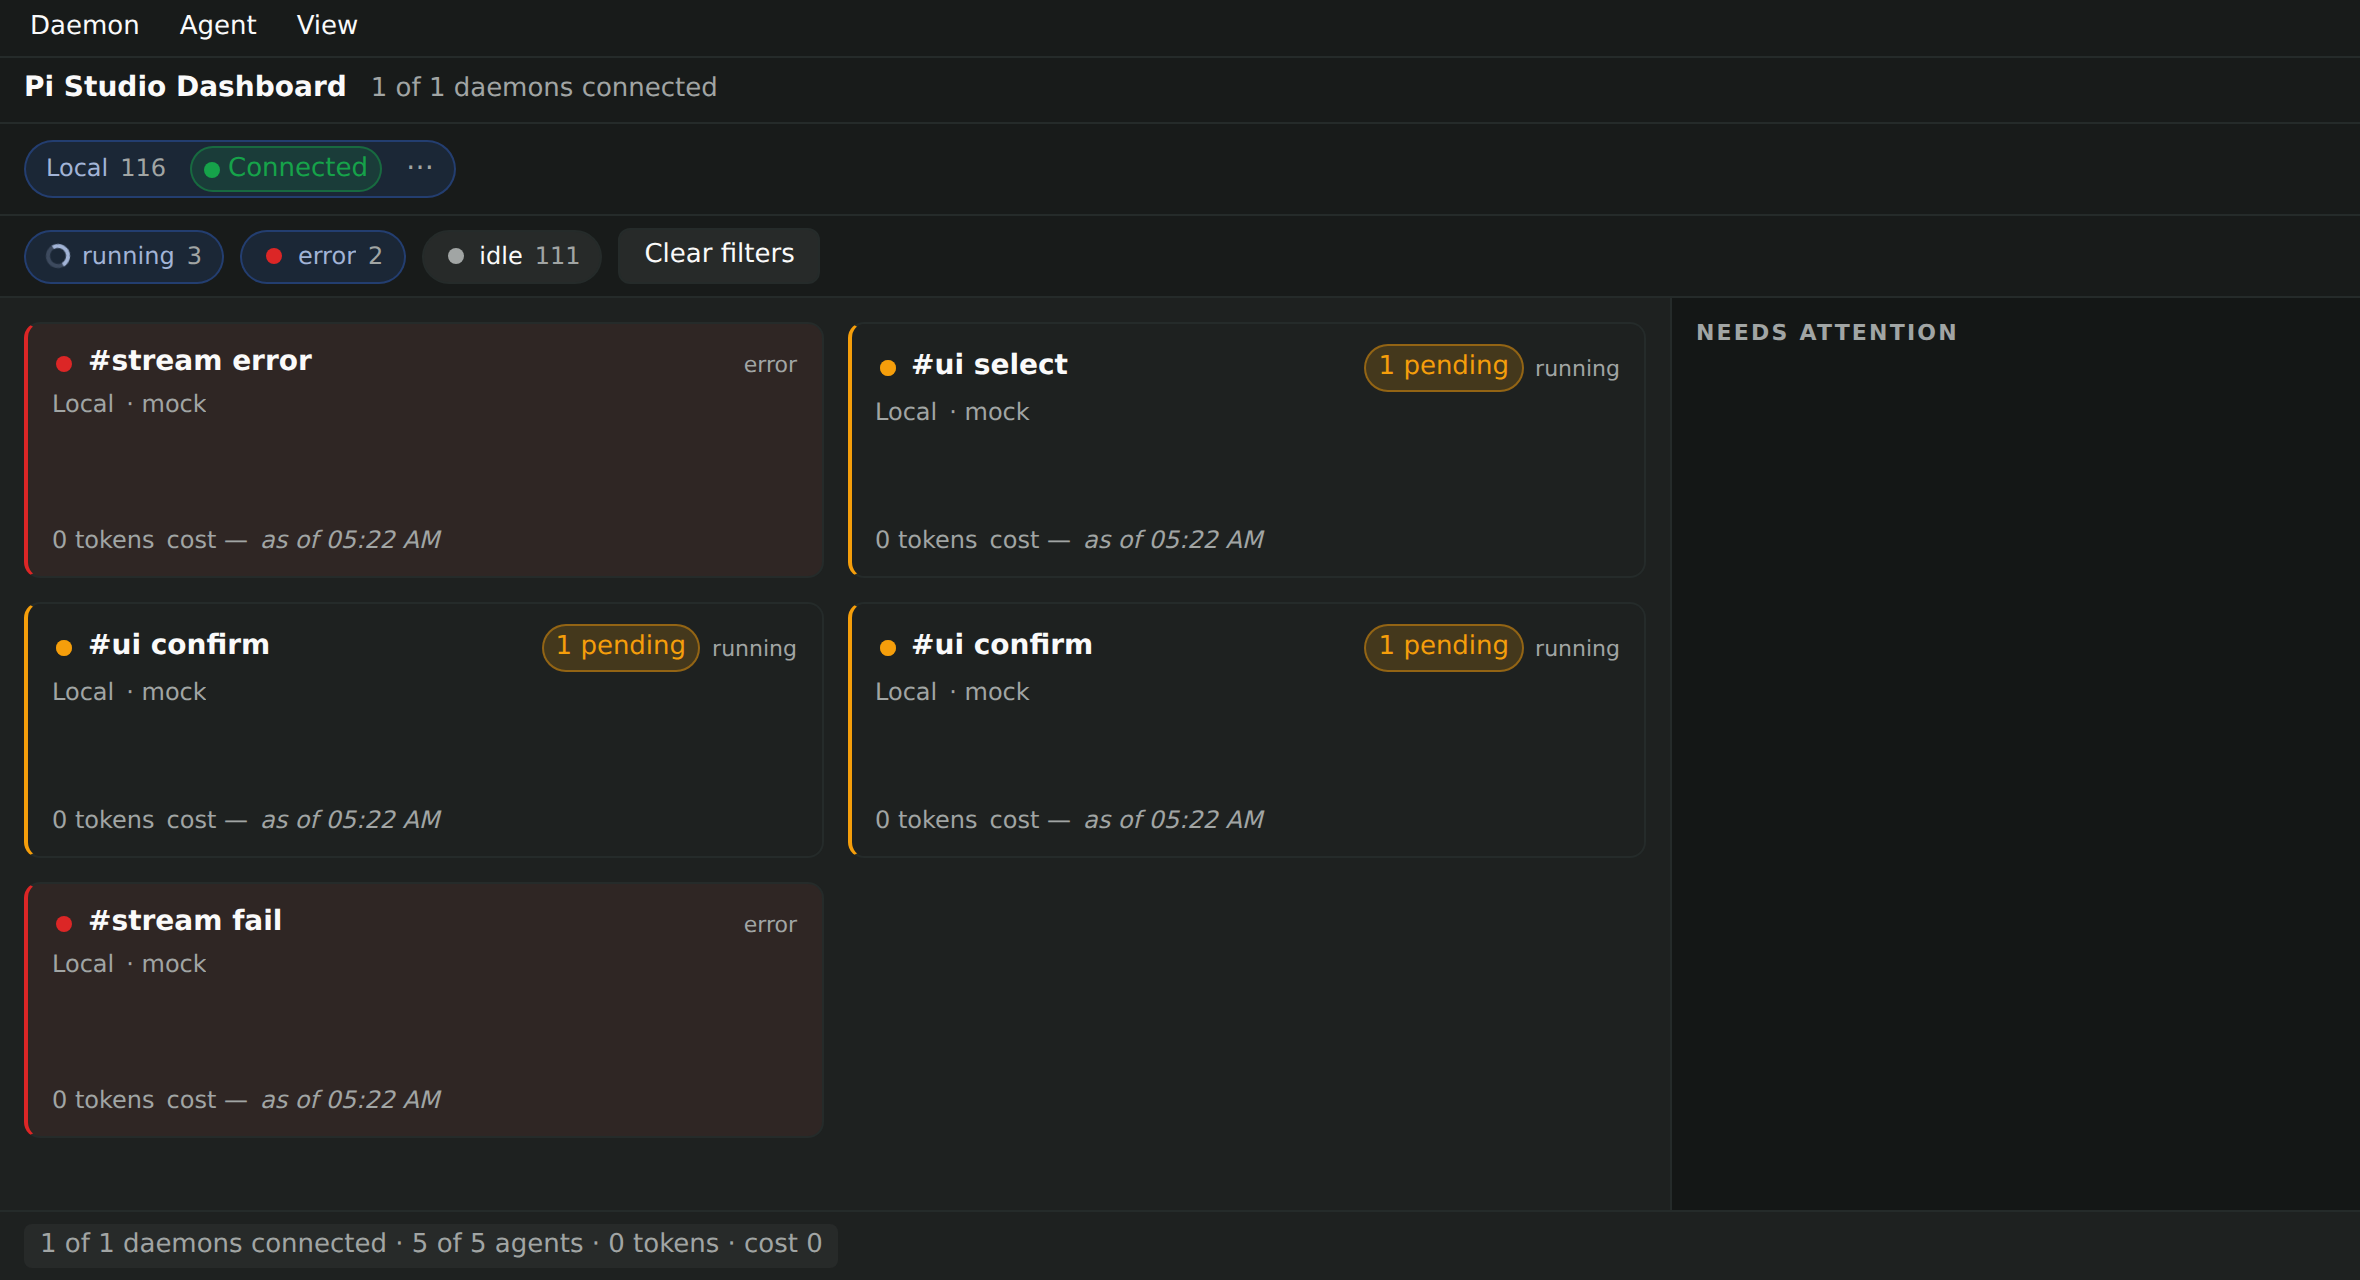 Daemon Agent View
Pi Studio Dashboard 1 of 1 daemons connected
Local 116 Connected ···
running 3 error 2 idle 111 Clear filters
#stream error error
Local · mock
0 tokens cost — as of 05:22 AM
#ui select 1 pending running
Local · mock
0 tokens cost — as of 05:22 AM
#ui confirm 1 pending running
Local · mock
0 tokens cost — as of 05:22 AM
#ui confirm 1 pending running
Local · mock
0 tokens cost — as of 05:22 AM
#stream fail error
Local · mock
0 tokens cost — as of 05:22 AM
NEEDS ATTENTION
1 of 1 daemons connected · 5 of 5 agents · 0 tokens · cost 0